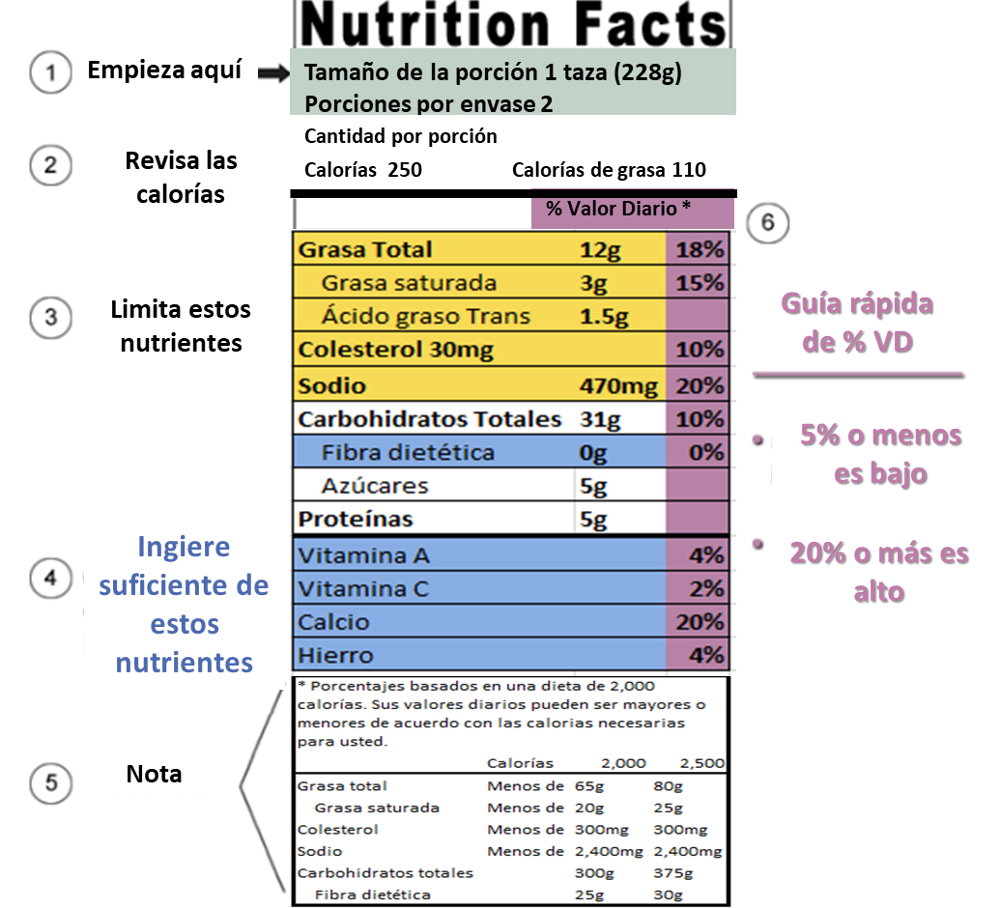 Nutrition Facts
1
Empieza aquí
Tamaño de la porción 1 taza (228g)
Porciones por envase 2
Cantidad por porción
2
Revisa las
calorías
Calorías 250 Calorías de grasa 110
% Valor Diario *
6
Grasa Total 12g 18%
Grasa saturada 3g 15%
3
Limita estos
nutrientes
Ácido graso Trans 1.5g
Colesterol 30mg 10%
Sodio 470mg 20%
Carbohidratos Totales 31g 10%
Fibra dietética 0g 0%
Azúcares 5g
Proteínas 5g
4
Ingiere
suficiente de
estos
nutrientes
Vitamina A 4%
Vitamina C 2%
Calcio 20%
Hierro 4%
Guía rápida
de % VD
• 5% o menos
es bajo
• 20% o más es
alto
5
Nota
* Porcentajes basados en una dieta de 2,000
calorías. Sus valores diarios pueden ser mayores o
menores de acuerdo con las calorias necesarias
para usted.
Calorías 2,000 2,500
Grasa total Menos de 65g 80g
Grasa saturada Menos de 20g 25g
Colesterol Menos de 300mg 300mg
Sodio Menos de 2,400mg 2,400mg
Carbohidratos totales 300g 375g
Fibra dietética 25g 30g